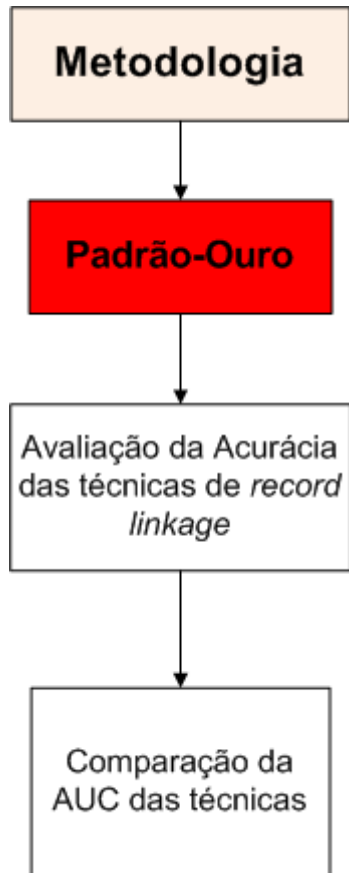 Metodologia
Padrão-Ouro
Avaliação da Acurácia
das técnicas de record
linkage
Comparação da
AUC das técnicas